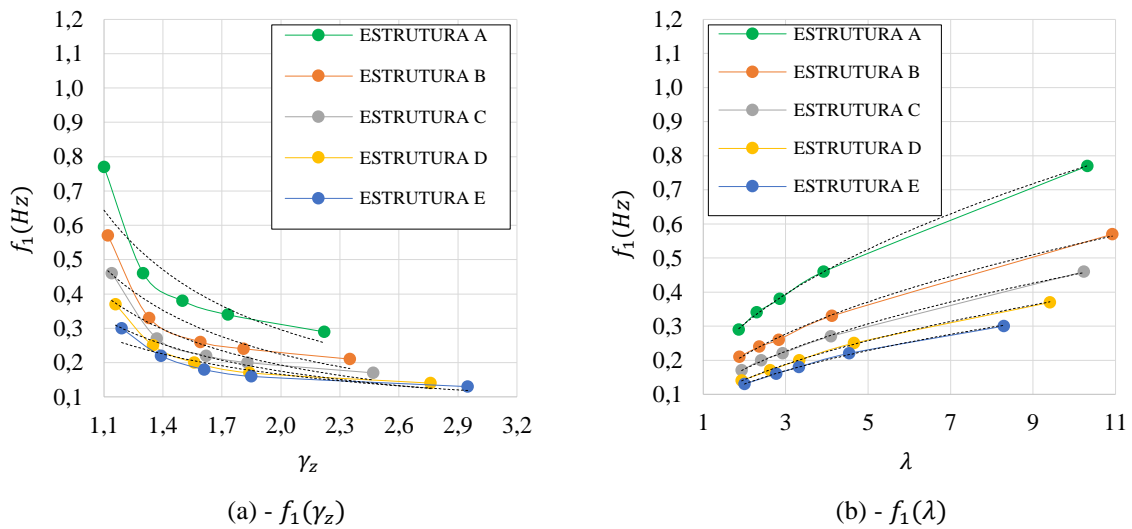 1,2
1,1
1,0
0,9
0,8
0,7
0,6
0,5
0,4
0,3
0,2
0,1
f₁(Hz)
ESTRUTURA A
ESTRUTURA B
ESTRUTURA C
ESTRUTURA D
ESTRUTURA E
1,1 1,4 1,7 2,0 2,3 2,6 2,9 3,2
γ_z
(a) - f₁(γ_z)
1,2
1,1
1,0
0,9
0,8
0,7
0,6
0,5
0,4
0,3
0,2
0,1
f₁(Hz)
ESTRUTURA A
ESTRUTURA B
ESTRUTURA C
ESTRUTURA D
ESTRUTURA E
1 3 5 7 9 11
λ
(b) - f₁(λ)